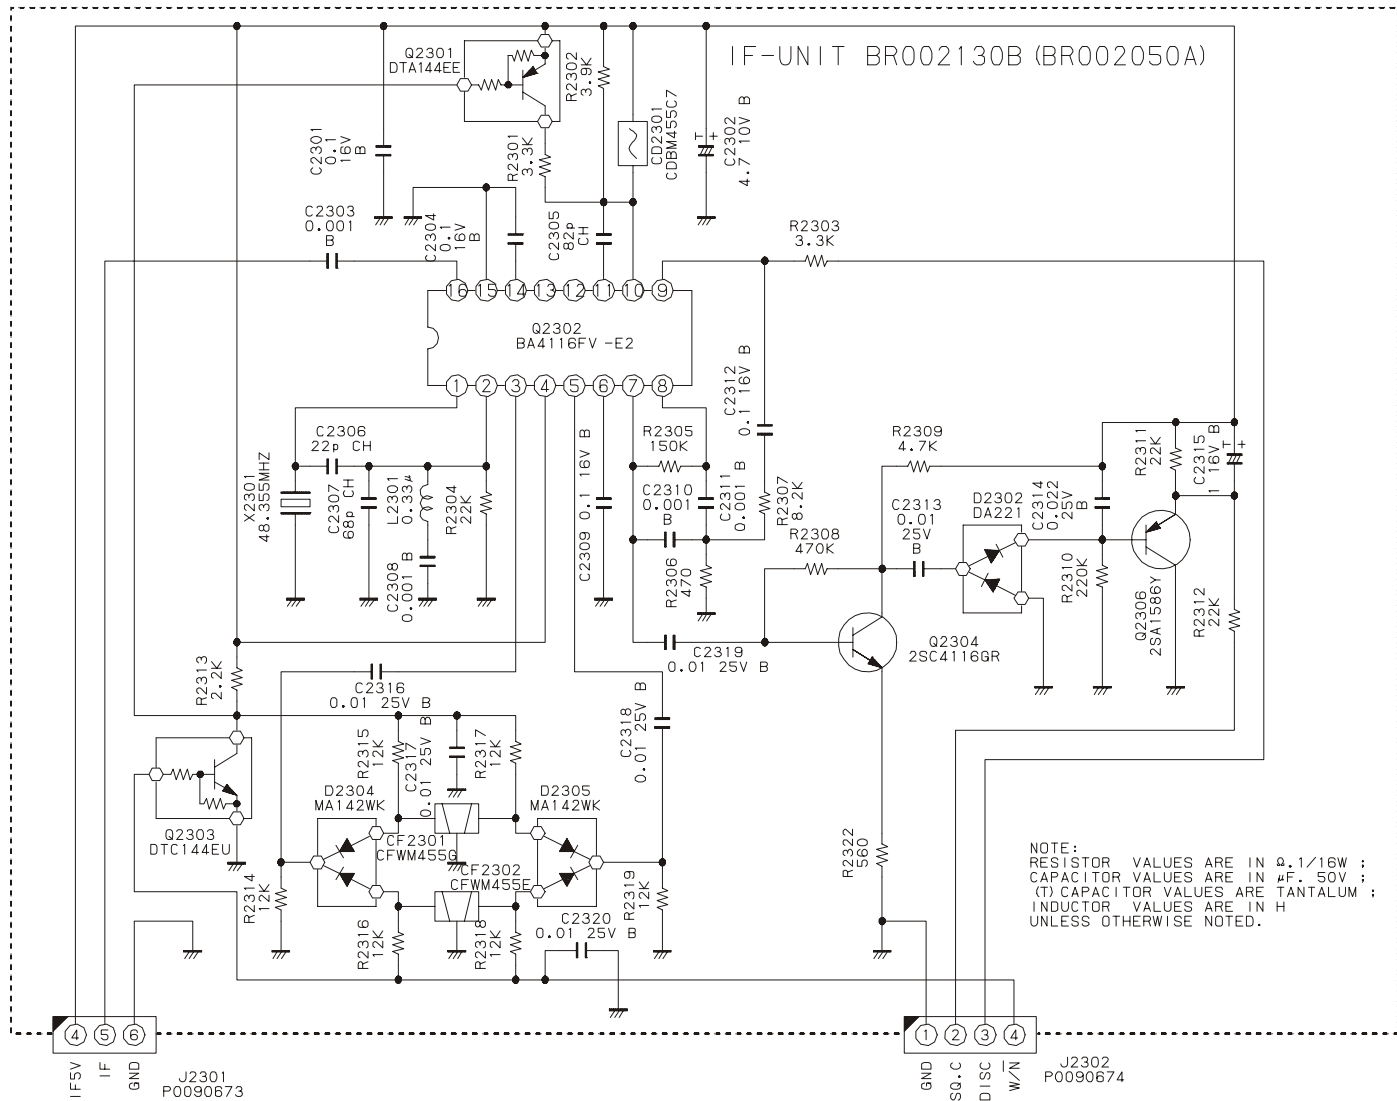 IF-UNIT BR002130B (BR002050A)
Q2301
DTA144EE
R2302
3.9K
CD2301
CDBM455C7
C2302
4.7 10V B
T
+
C2301
0.1
16V
B
R2301
3.3K
C2303
0.001
B
C2304
0.1
16V
B
C2305
82p
CH
R2303
3.3K
16
15
14
13
12
11
10
9
Q2302
BA4116FV -E2
1
2
3
4
5
6
7
8
C2312
0.1 16V B
C2306
22p CH
X2301
48.355MHZ
C2307
68p CH
L2301
0.33μ
R2304
22K
C2308
0.001 B
C2309 0.1 16V B
R2305
150K
C2310
0.001
B
C2311
0.001 B
R2307
8.2K
R2306
470
R2309
4.7K
R2308
470K
C2313
0.01
25V
B
D2302
DA221
C2314
0.022
25V
B
R2311
22K
C2315
1 16V B
T
+
R2310
220K
Q2306
2SA1586Y
R2312
22K
C2319
0.01 25V B
Q2304
2SC4116GR
R2313
2.2K
C2316
0.01 25V B
R2315
12K
C2317
0.01 25V B
R2317
12K
C2318
0.01 25V B
Q2303
DTC144EU
D2304
MA142WK
D2305
MA142WK
CF2301
CFWM455G
CF2302
CFWM455E
R2314
12K
R2316
12K
R2318
12K
R2319
12K
C2320
0.01 25V B
R2322
560
NOTE:
RESISTOR VALUES ARE IN Ω.1/16W ;
CAPACITOR VALUES ARE IN μF. 50V ;
(T) CAPACITOR VALUES ARE TANTALUM ;
INDUCTOR VALUES ARE IN H
UNLESS OTHERWISE NOTED.
4
5
6
IF5V
IF
GND
J2301
P0090673
1
2
3
4
GND
SQ.C
DISC
W/N̅
J2302
P0090674